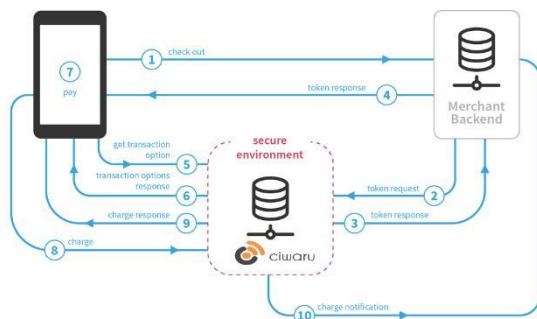 1 check out
7
pay
4 token response
Merchant
Backend
get transaction
option
5
secure
environment
transaction options
response
6
token request
2
charge response
9
3 token response
8 charge
ciwaru
10 charge notification